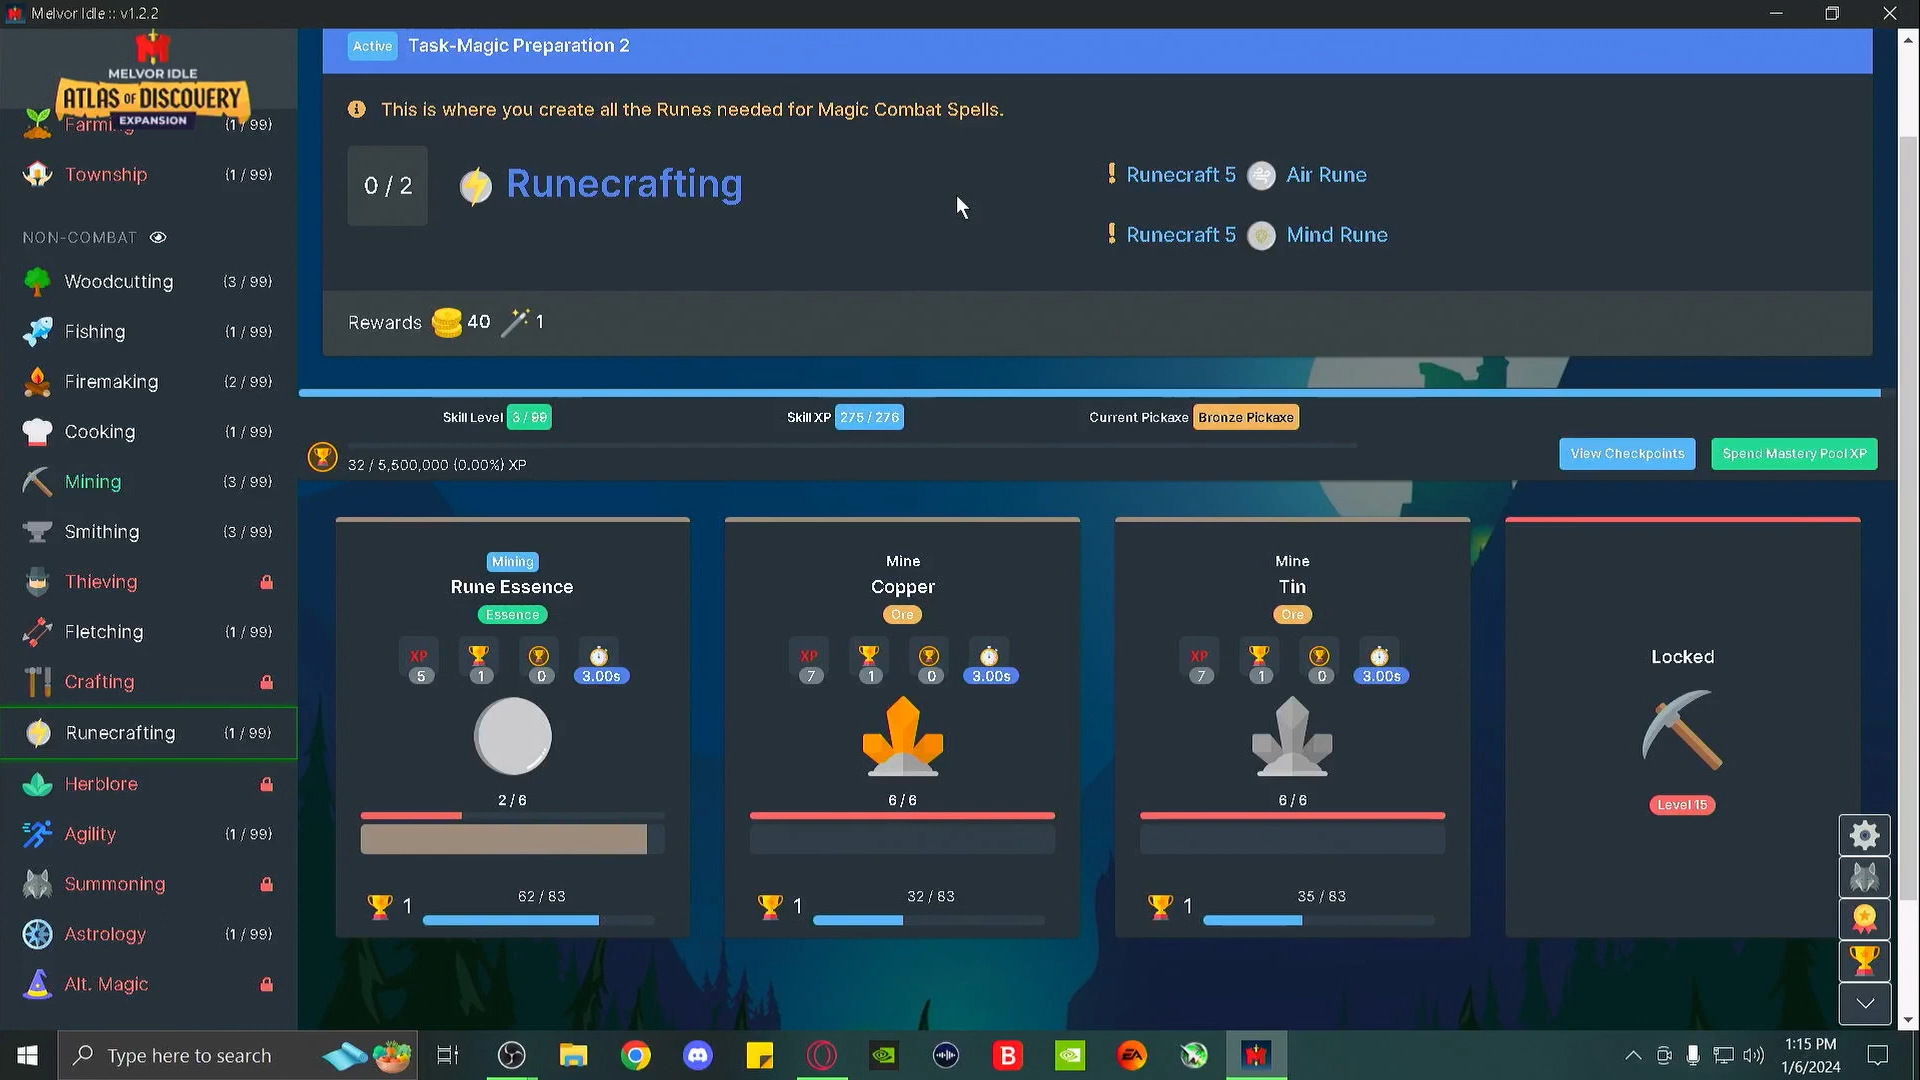 Melvor Idle :: v1.2.2
MELVOR IDLE
ATLAS OF DISCOVERY
EXPANSION
Farming (1 / 99)
Township (1 / 99)
NON-COMBAT
Woodcutting (3 / 99)
Fishing (1 / 99)
Firemaking (2 / 99)
Cooking (1 / 99)
Mining (3 / 99)
Smithing (3 / 99)
Thieving
Fletching (1 / 99)
Crafting
Runecrafting (1 / 99)
Herblore
Agility (1 / 99)
Summoning
Astrology (1 / 99)
Alt. Magic
Active Task-Magic Preparation 2
This is where you create all the Runes needed for Magic Combat Spells.
0 / 2 Runecrafting
! Runecraft 5 Air Rune
! Runecraft 5 Mind Rune
Rewards 40 1
Skill Level 3 / 99 Skill XP 275 / 276 Current Pickaxe Bronze Pickaxe
32 / 5,500,000 (0.00%) XP
View Checkpoints Spend Mastery Pool XP
Mining
Rune Essence
Essence
XP
5 1 0 3.00s
2 / 6
62 / 83
1
Mine
Copper
Ore
XP
7 1 0 3.00s
6 / 6
32 / 83
1
Mine
Tin
Ore
XP
7 1 0 3.00s
6 / 6
35 / 83
1
Locked
Level 15
Type here to search
B
EA
1:15 PM
1/6/2024